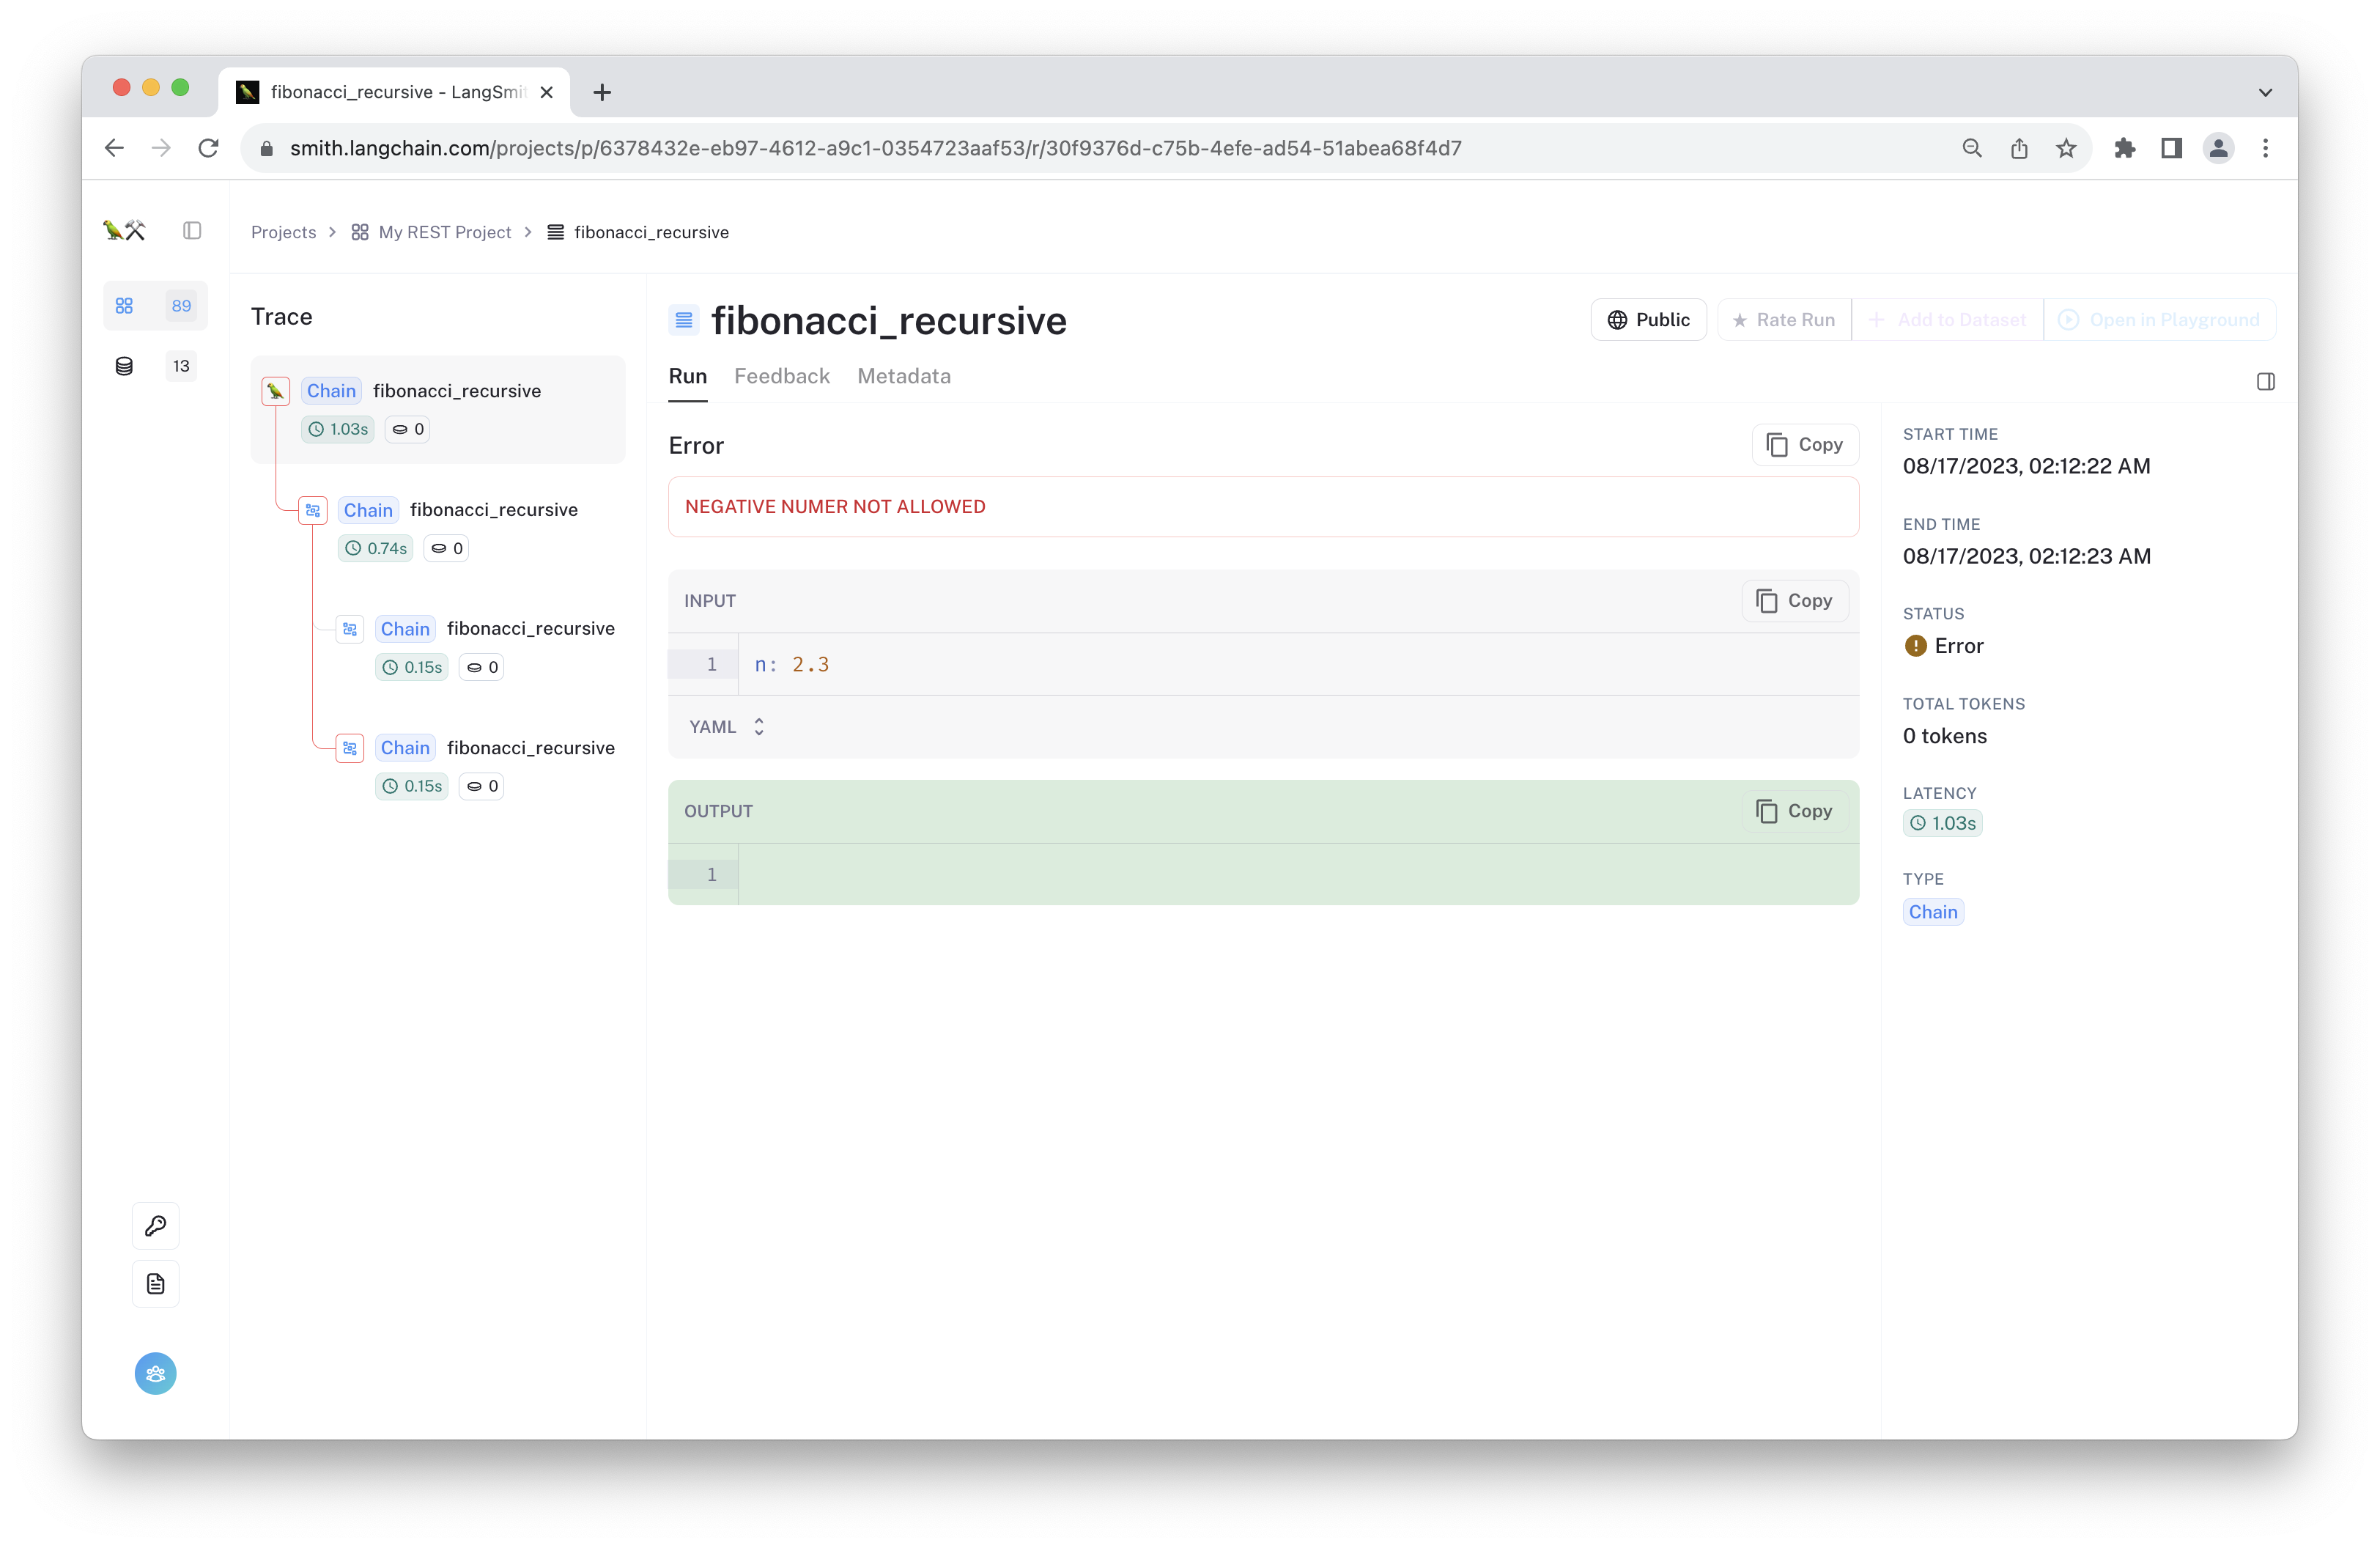 fibonacci_recursive - LangSmit
smith.langchain.com/projects/p/6378432e-eb97-4612-a9c1-0354723aaf53/r/30f9376d-c75b-4efe-ad54-51abea68f4d7
Projects > My REST Project > fibonacci_recursive
89
13
Trace
Chain fibonacci_recursive
1.03s 0
Chain fibonacci_recursive
0.74s 0
Chain fibonacci_recursive
0.15s 0
Chain fibonacci_recursive
0.15s 0
fibonacci_recursive
Public
Rate Run
Add to Dataset
Open in Playground
Run Feedback Metadata
Error
Copy
NEGATIVE NUMER NOT ALLOWED
INPUT
Copy
1 n: 2.3
YAML
OUTPUT
Copy
1
START TIME
08/17/2023, 02:12:22 AM
END TIME
08/17/2023, 02:12:23 AM
STATUS
Error
TOTAL TOKENS
0 tokens
LATENCY
1.03s
TYPE
Chain